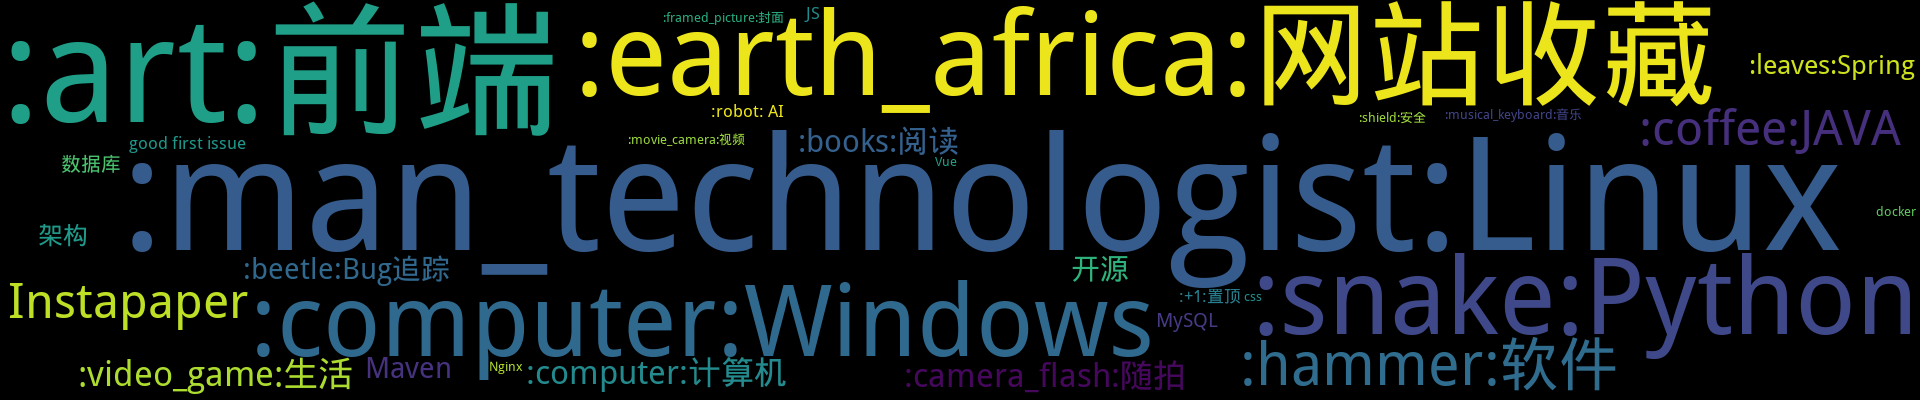 :framed_picture:封面
JS
:art:前端
:earth_africa:网站收藏
:leaves:Spring
:robot: AI
:shield:安全
:musical_keyboard:音乐
:coffee:JAVA
good first issue
:movie_camera:视频
:books:阅读
Vue
数据库
:man_technologist:Linux
docker
架构
:beetle:Bug追踪
开源
Instapaper
:computer:Windows
:+1:置顶
css
:snake:Python
MySQL
:video_game:生活
Maven
Nginx
:computer:计算机
:camera_flash:随拍
:hammer:软件